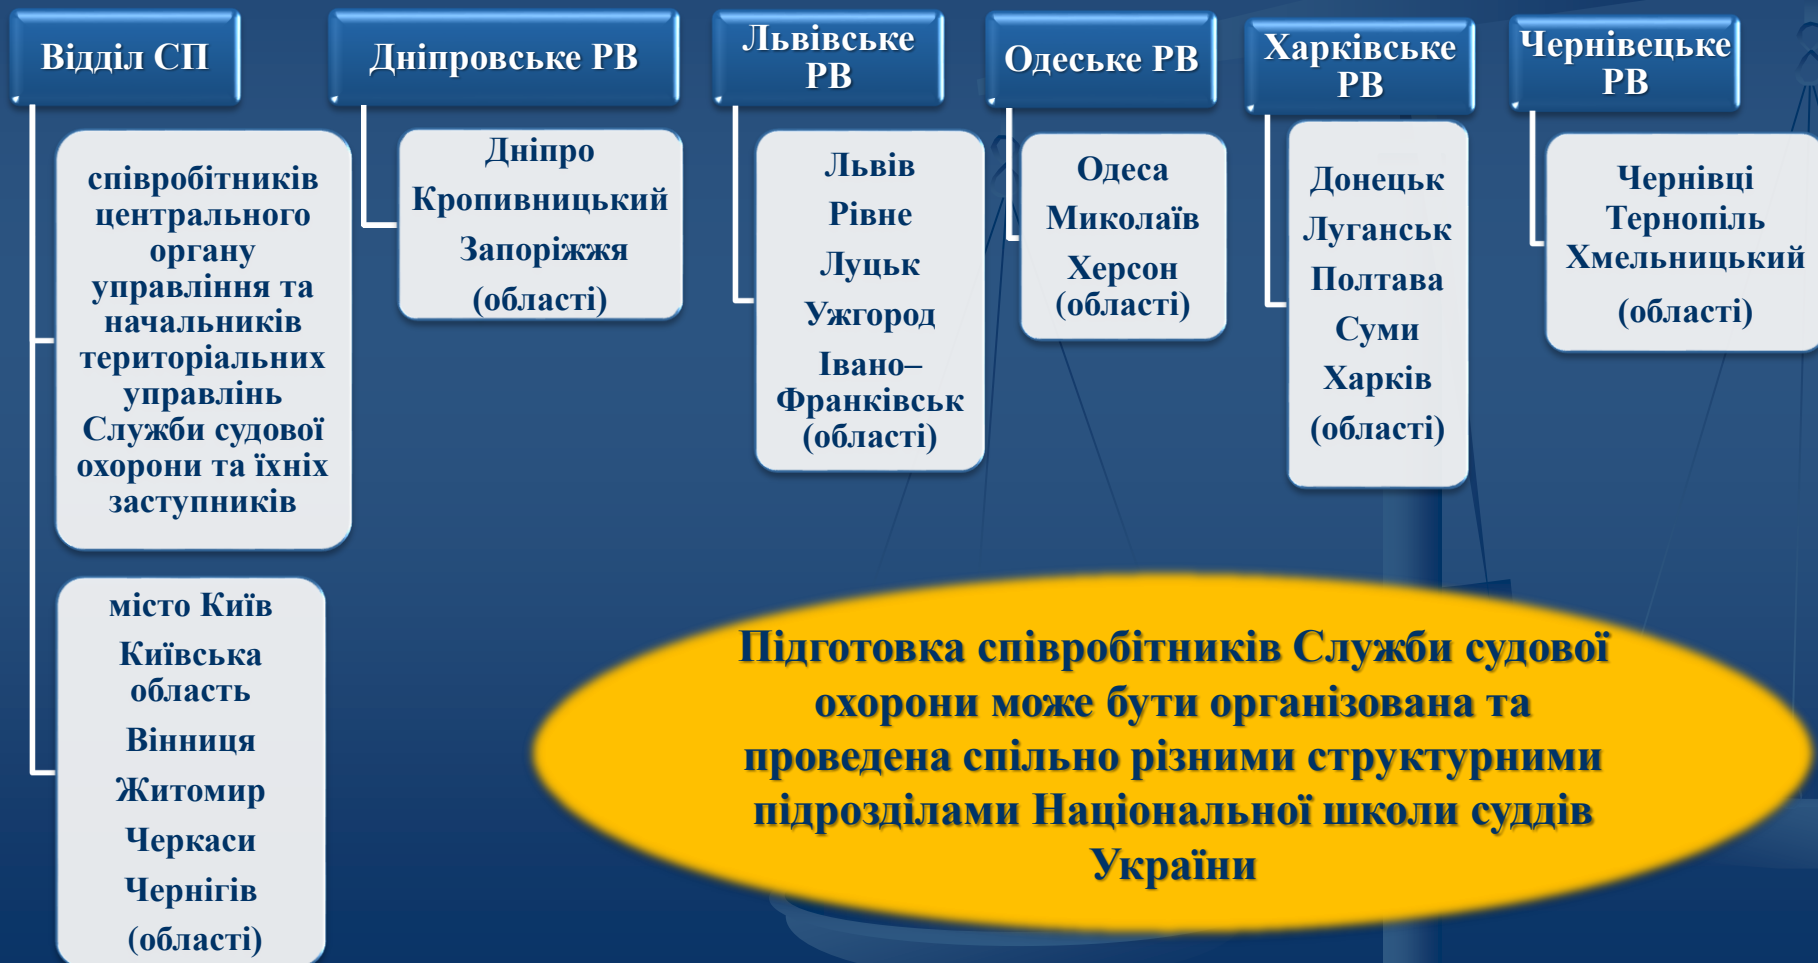 Відділ СП
співробітників
центрального
органу
управління та
начальників
територіальних
управлінь
Служби судової
охорони та їхніх
заступників
місто Київ
Київська
область
Вінниця
Житомир
Черкаси
Чернігів
(області)
Дніпровське РВ
Дніпро
Кропивницький
Запоріжжя
(області)
Львівське
РВ
Львів
Рівне
Луцьк
Ужгород
Івано–
Франківськ
(області)
Одеське РВ
Одеса
Миколаїв
Херсон
(області)
Харківське
РВ
Донецьк
Луганськ
Полтава
Суми
Харків
(області)
Чернівецьке
РВ
Чернівці
Тернопіль
Хмельницький
(області)
Підготовка співробітників Служби судової
охорони може бути організована та
проведена спільно різними структурними
підрозділами Національної школи суддів
України